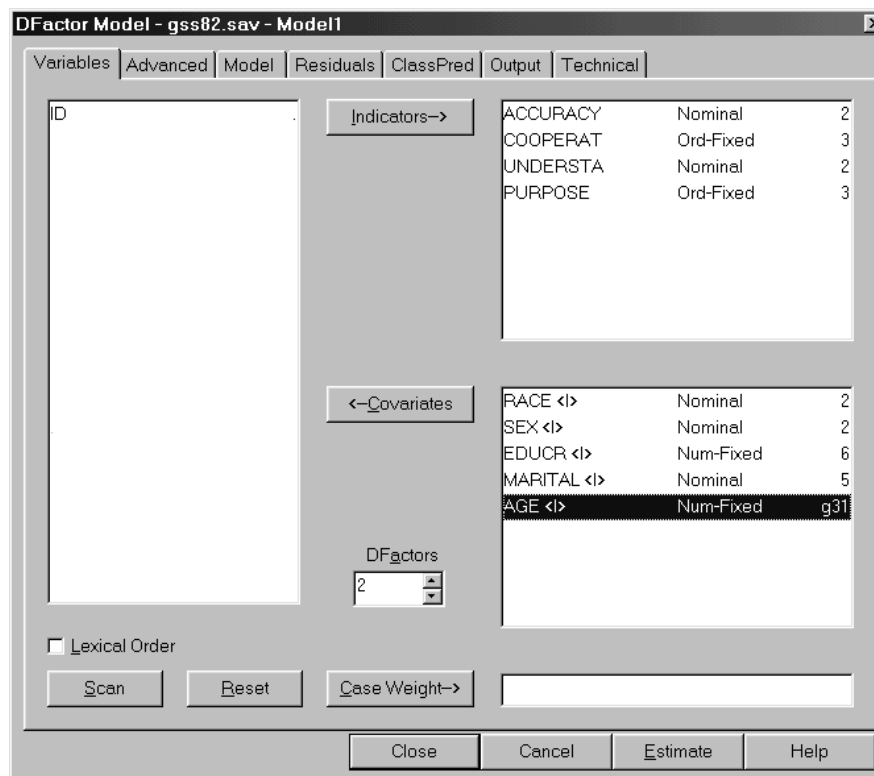 DFactor Model - gss82.sav - Model1
Variables Advanced Model Residuals ClassPred Output Technical
ID .
Indicators-->
ACCURACY Nominal 2
COOPERAT Ord-Fixed 3
UNDERSTA Nominal 2
PURPOSE Ord-Fixed 3
<--Covariates
RACE <I> Nominal 2
SEX <I> Nominal 2
EDUCR <I> Num-Fixed 6
MARITAL <I> Nominal 5
AGE <I> Num-Fixed g31
DFactors
2
Lexical Order
Scan Reset Case Weight-->
Close Cancel Estimate Help